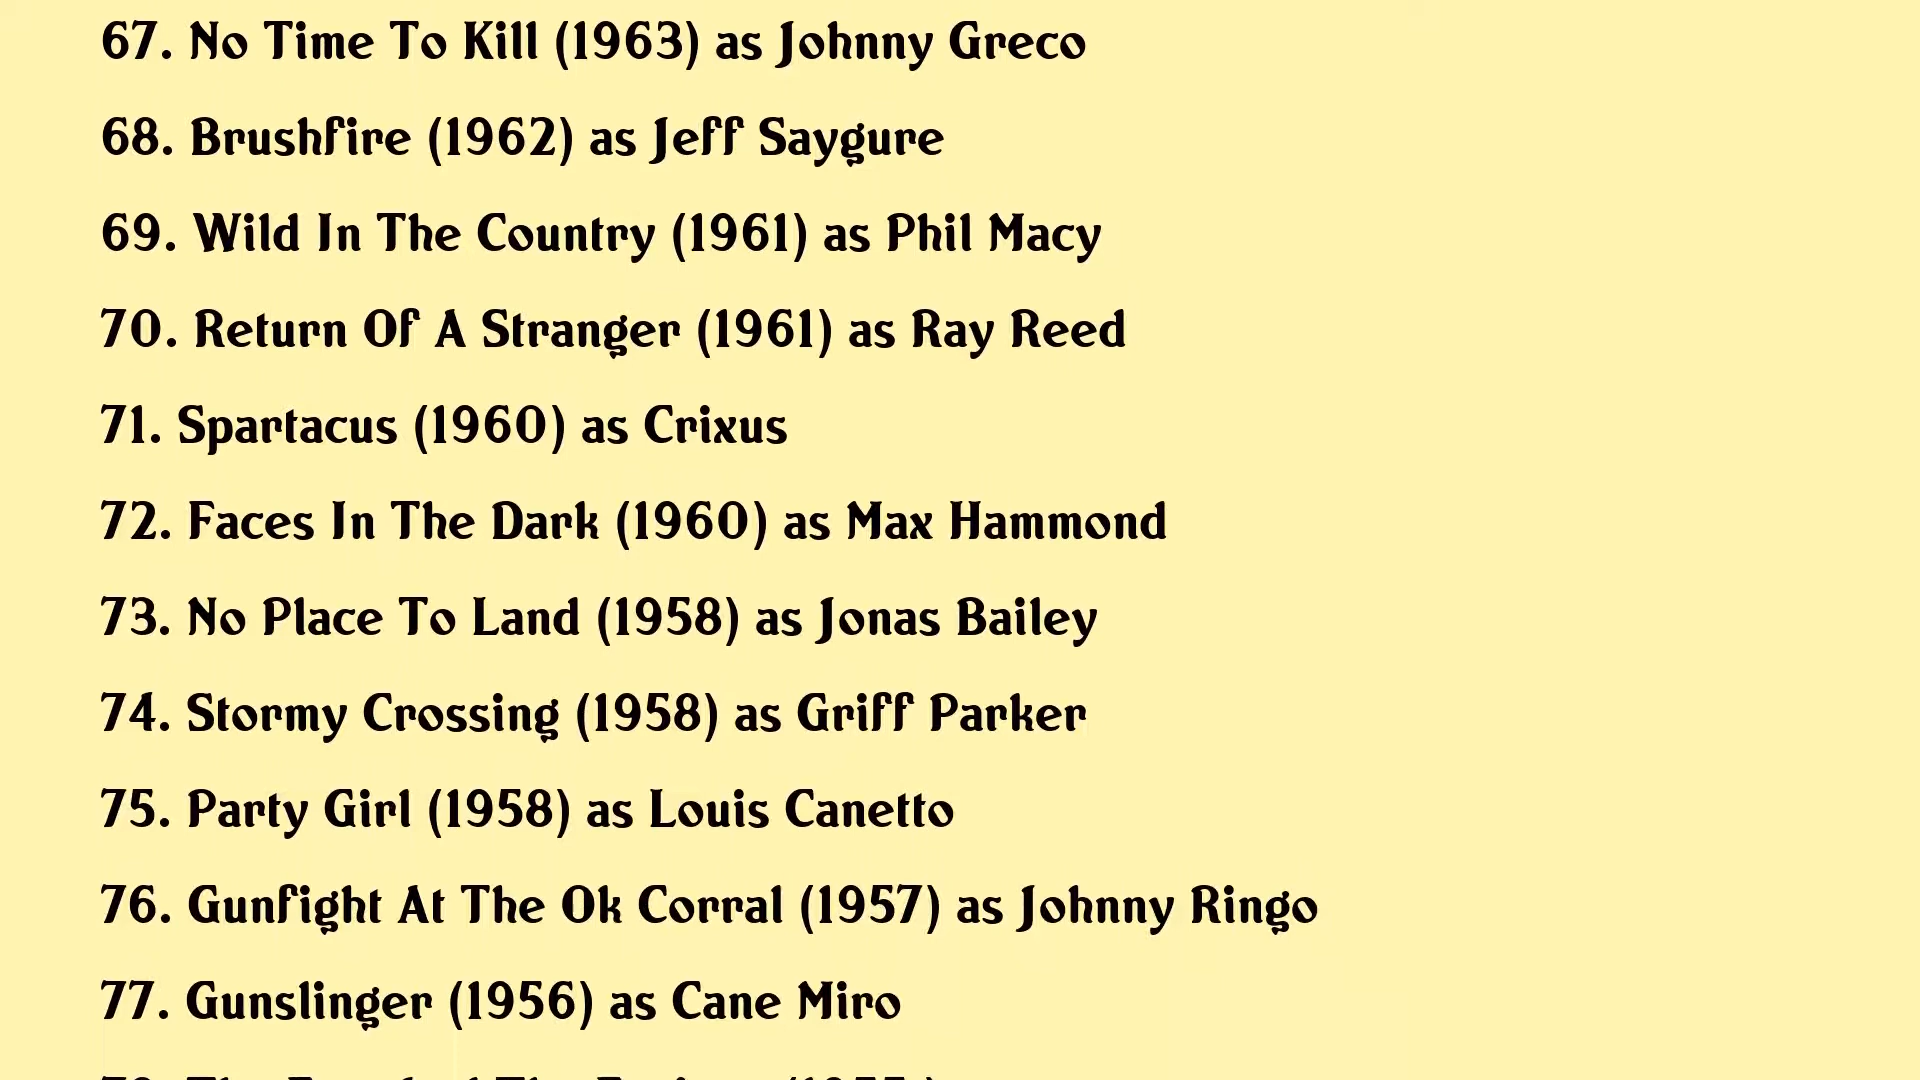 67. No Time To Kill (1963) as Johnny Greco
68. Brushfire (1962) as Jeff Saygure
69. Wild In The Country (1961) as Phil Macy
70. Return Of A Stranger (1961) as Ray Reed
71. Spartacus (1960) as Crixus
72. Faces In The Dark (1960) as Max Hammond
73. No Place To Land (1958) as Jonas Bailey
74. Stormy Crossing (1958) as Griff Parker
75. Party Girl (1958) as Louis Canetto
76. Gunfight At The Ok Corral (1957) as Johnny Ringo
77. Gunslinger (1956) as Cane Miro